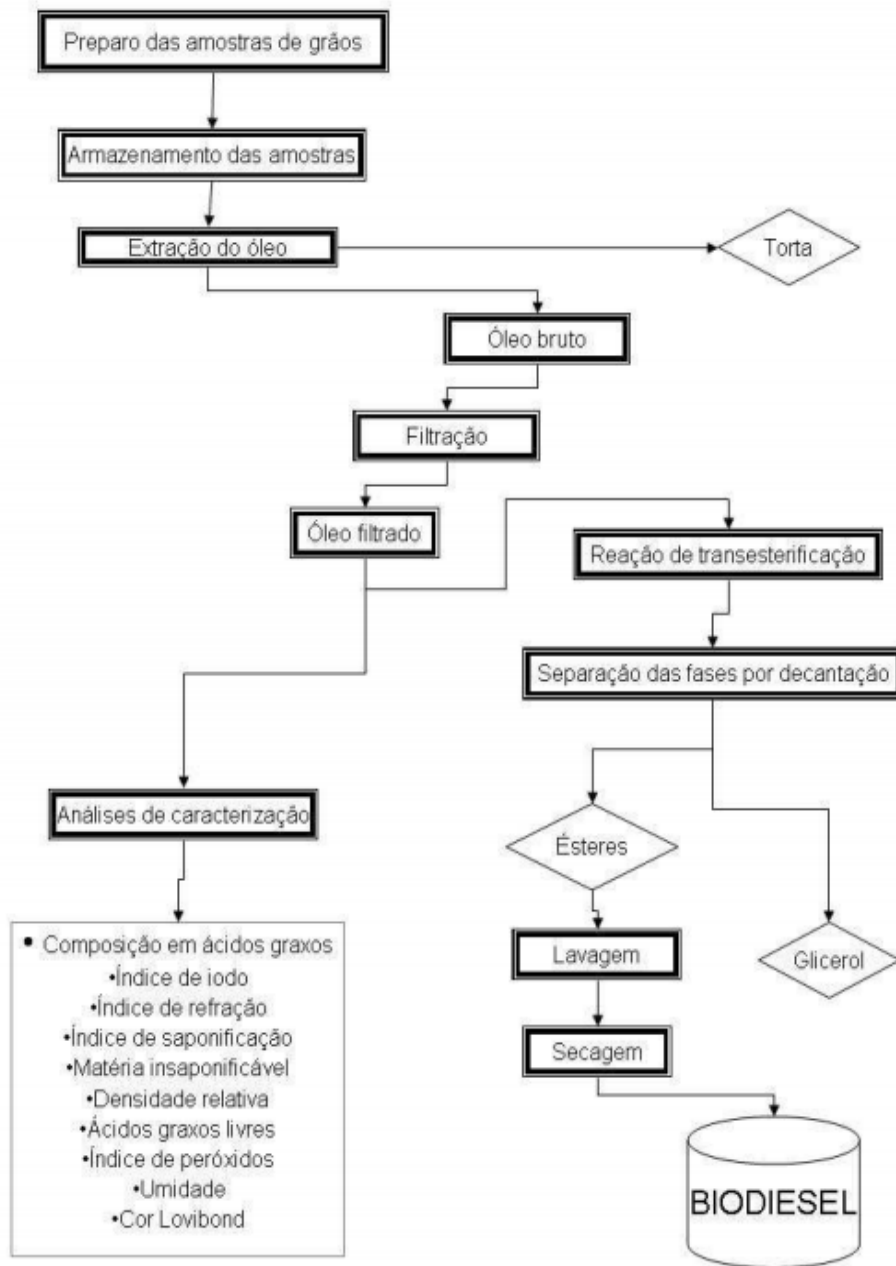 Preparo das amostras de grãos
Armazenamento das amostras
Extração do óleo
Torta
Óleo bruto
Filtração
Óleo filtrado
Reação de transesterificação
Separação das fases por decantação
Análises de caracterização
Ésteres
• Composição em ácidos graxos
•Índice de iodo
•Índice de refração
•Índice de saponificação
•Matéria insaponificável
•Densidade relativa
•Ácidos graxos livres
•Índice de peróxidos
•Umidade
•Cor Lovibond
Lavagem
Glicerol
Secagem
BIODIESEL